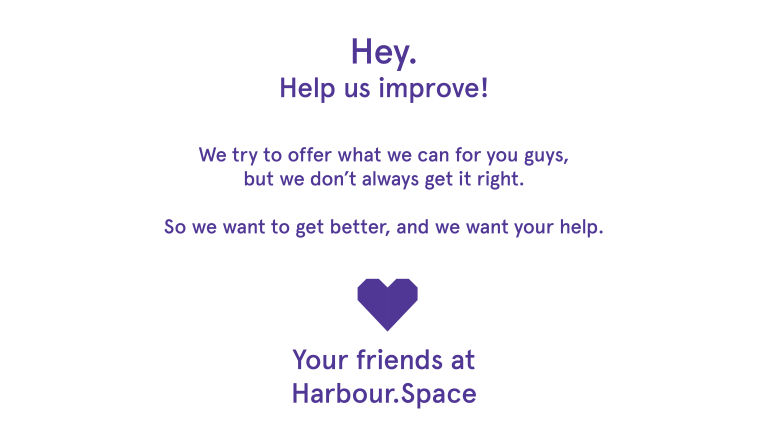 Hey.
Help us improve!
We try to offer what we can for you guys,
but we don’t always get it right.
So we want to get better, and we want your help.
Your friends at
Harbour.Space